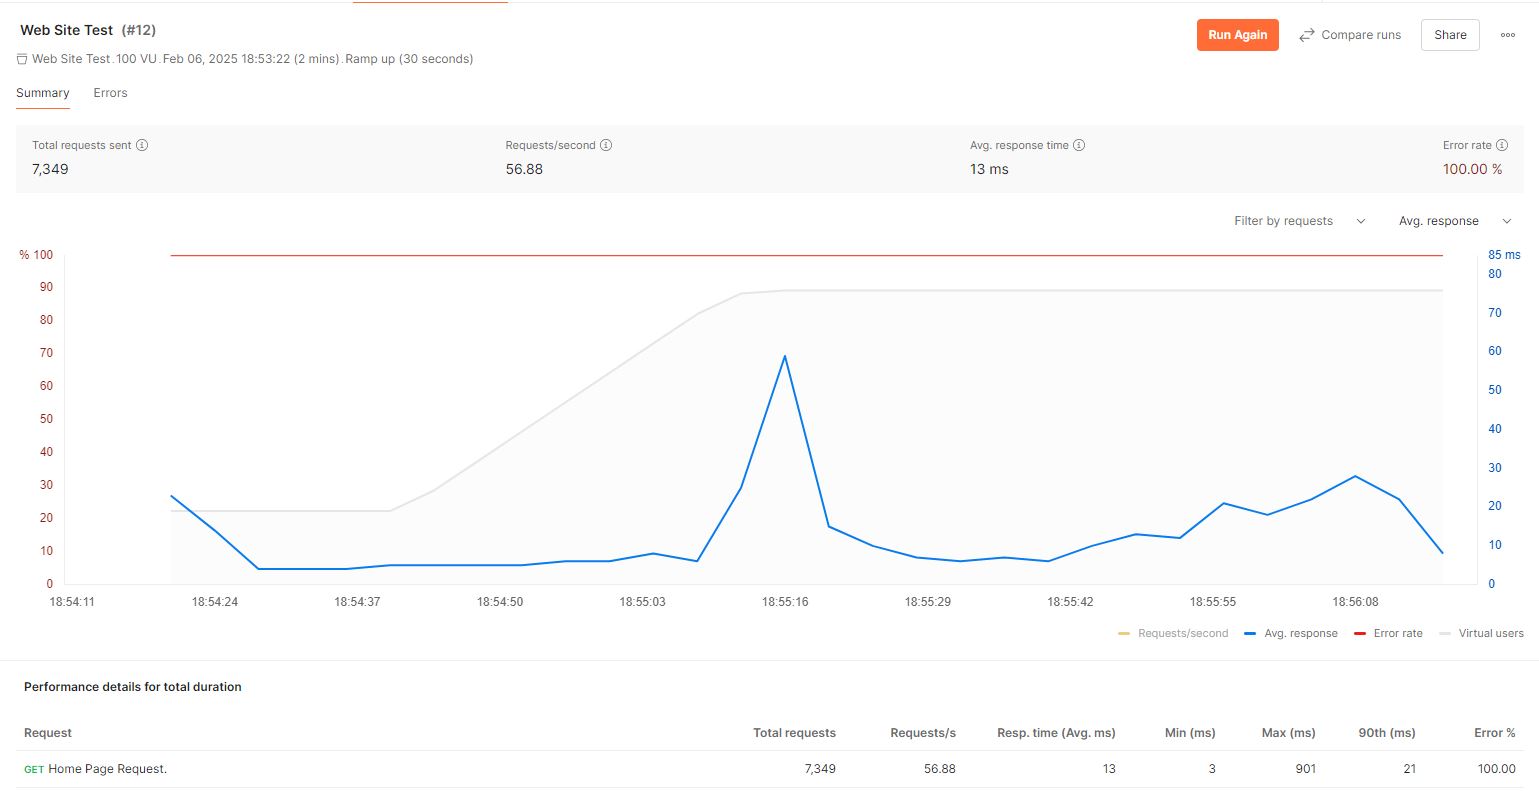 Web Site Test (#12)
Run Again
Compare runs
Share
Web Site Test . 100 VU . Feb 06, 2025 18:53:22 (2 mins) . Ramp up (30 seconds)
Summary
Errors
Total requests sent
Requests/second
Avg. response time
Error rate
7,349
56.88
13 ms
100.00 %
Filter by requests
Avg. response
% 100
90
80
70
60
50
40
30
20
10
0
85 ms
80
70
60
50
40
30
20
10
0
18:54:11
18:54:24
18:54:37
18:54:50
18:55:03
18:55:16
18:55:29
18:55:42
18:55:55
18:56:08
Requests/second
Avg. response
Error rate
Virtual users
Performance details for total duration
Request Total requests Requests/s Resp. time (Avg. ms) Min (ms) Max (ms) 90th (ms) Error %
GET Home Page Request. 7,349 56.88 13 3 901 21 100.00